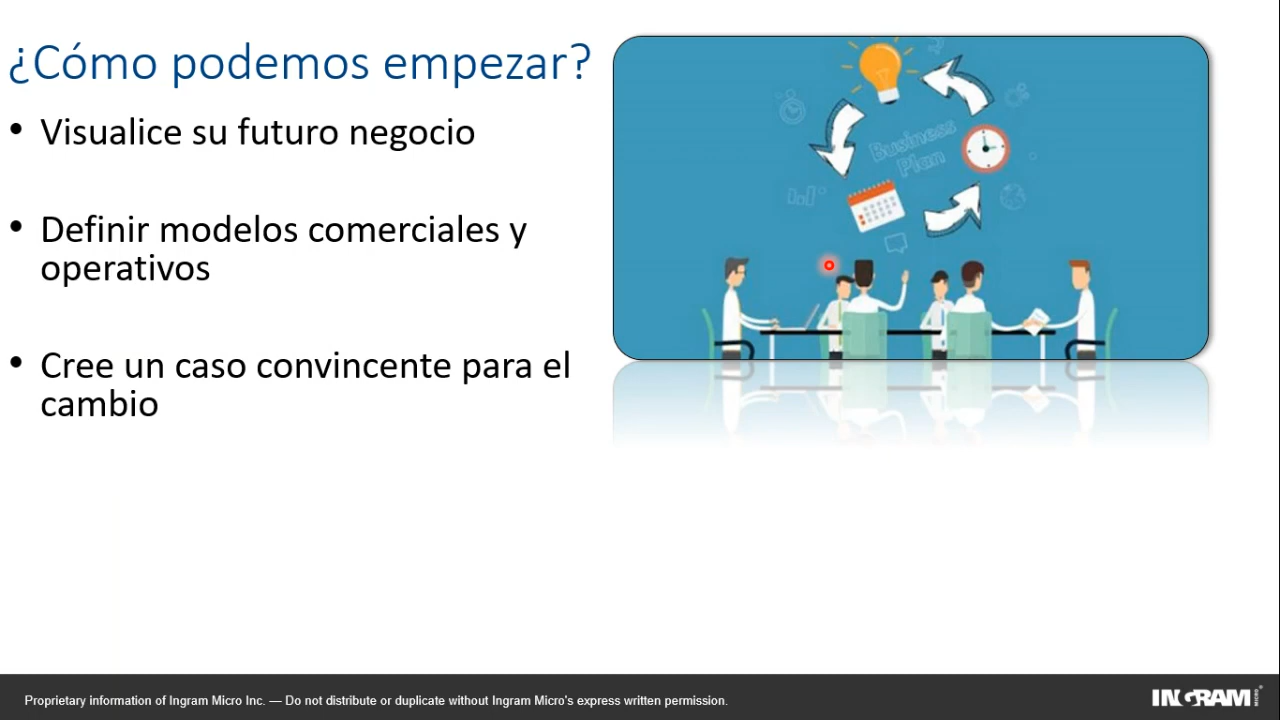 ¿Cómo podemos empezar?
• Visualice su futuro negocio
• Definir modelos comerciales y
operativos
• Cree un caso convincente para el
cambio
Business
Plan
Proprietary information of Ingram Micro Inc. — Do not distribute or duplicate without Ingram Micro's express written permission.
INGRAM MICRO®